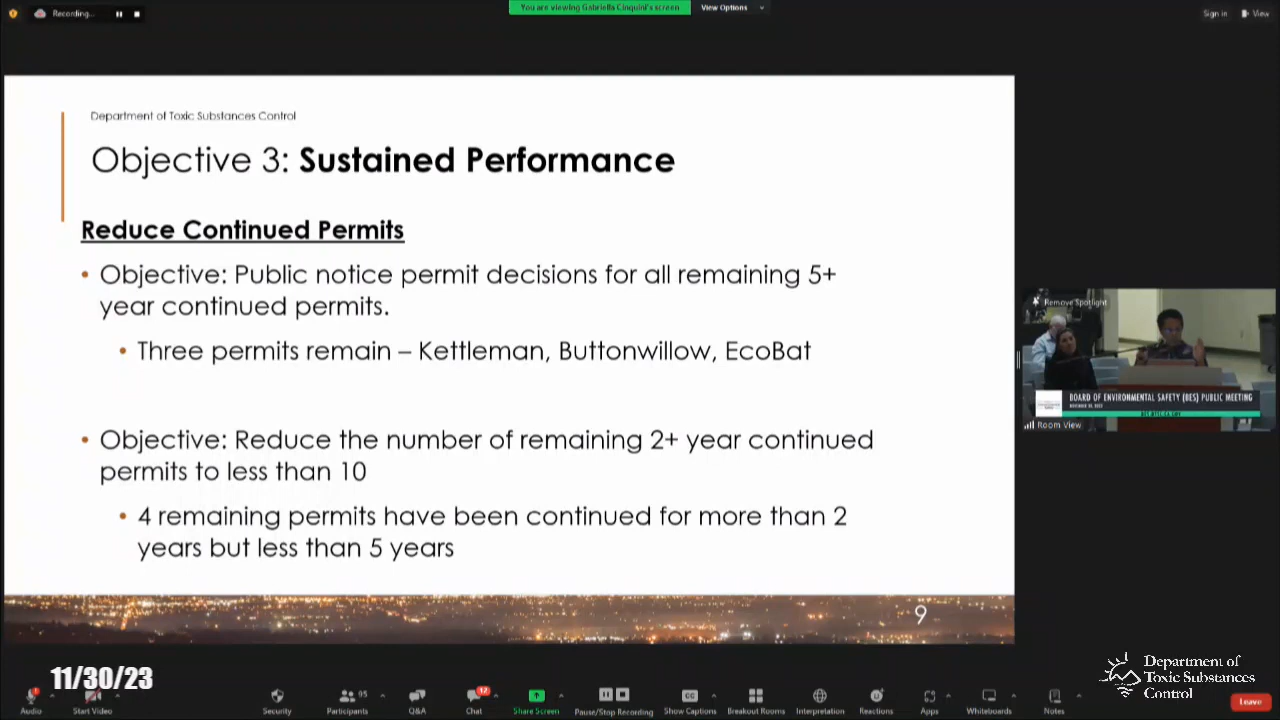 Recording...
You are viewing Gabriella Cinquini's screen
View Options
Sign in
View
Department of Toxic Substances Control
Objective 3: Sustained Performance
Reduce Continued Permits
• Objective: Public notice permit decisions for all remaining 5+
year continued permits.
• Three permits remain – Kettleman, Buttonwillow, EcoBat
• Objective: Reduce the number of remaining 2+ year continued
permits to less than 10
• 4 remaining permits have been continued for more than 2
years but less than 5 years
9
Remove Spotlight
BOARD OF ENVIRONMENTAL SAFETY (BES) PUBLIC MEETING
Room View
11/30/23
Department of
Toxic Substances
Control
Audio
Start Video
Security
Participants
95
Q&A
Chat
12
Share Screen
Pause/Stop Recording
Show Captions
Breakout Rooms
Interpretation
Reactions
Apps
Whiteboards
Notes
Leave